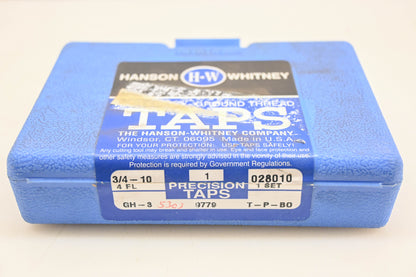 HANSON H-W WHITNEY
GROUND THREAD
TAPS
THE HANSON-WHITNEY COMPANY
Windsor, CT. 06095 Made in U.S.A.
FOR YOUR PROTECTION: USE TAPS SAFELY!
Any cutting tool may break and shatter in use. Eye and face protection and
other safety measures are strongly advised in the vicinity of their use.
Protection is required by Government Regulations.
3/4-10 1 028010
4 FL PRECISION 1 SET
TAPS
GH-3 5303 9779 T-P-BO